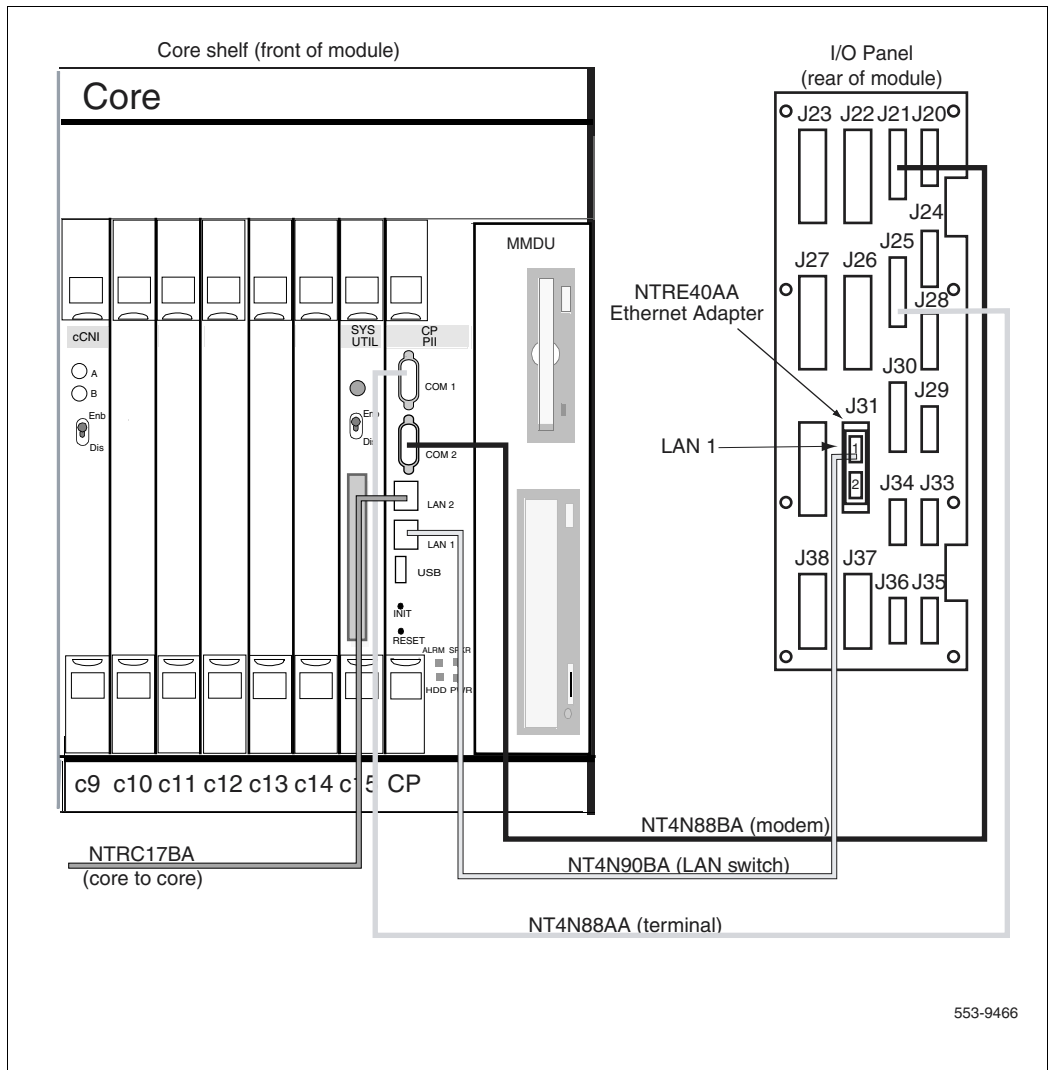 Core shelf (front of module)
I/O Panel
(rear of module)
Core
J23 J22 J21 J20
J24
J25
J27 J26
J28
MMDU
NTRE40AA
Ethernet Adapter
cCNI
SYS
UTIL
CP
PII
A
B
Enb
Dis
COM 1
Enb
COM 2
LAN 2
LAN 1
USB
INIT
RESET
ALRM SPKR
HDD PWR
J30
J29
J31
LAN 1
1
2
J34 J33
J38 J37
J36 J35
c9 c10 c11 c12 c13 c14 c15 CP
NT4N88BA (modem)
NTRC17BA
(core to core)
NT4N90BA (LAN switch)
NT4N88AA (terminal)
553-9466